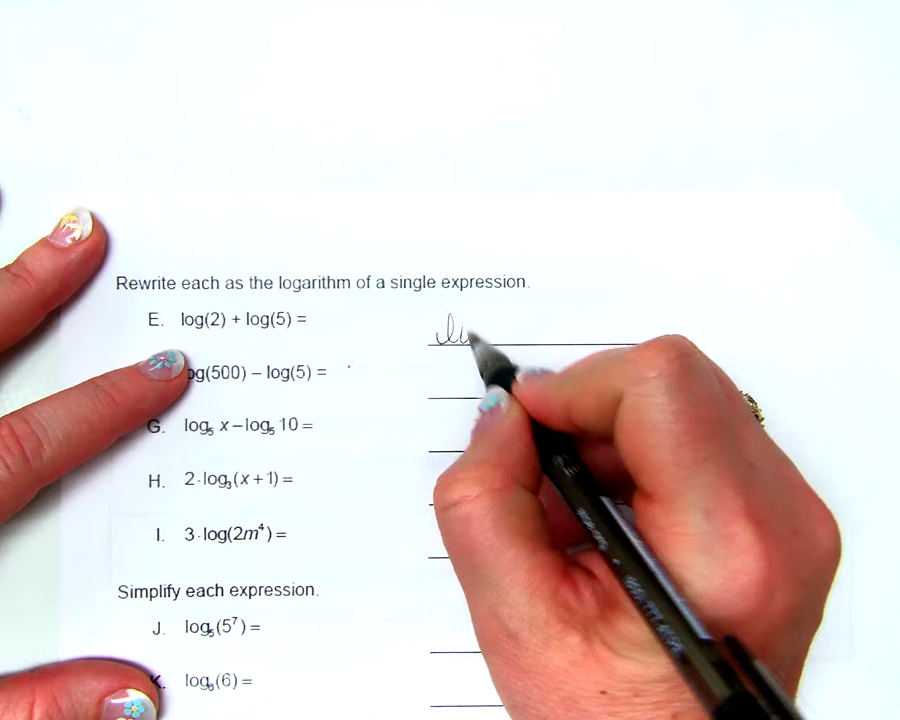 Rewrite each as the logarithm of a single expression.
E. log(2) + log(5) =
og(500) – log(5) =
G. log₅ x – log₅ 10 =
H. 2·log₃(x + 1) =
I. 3·log(2m⁴) =
Simplify each expression.
J. log₅(5⁷) =
K. log₆(6) =